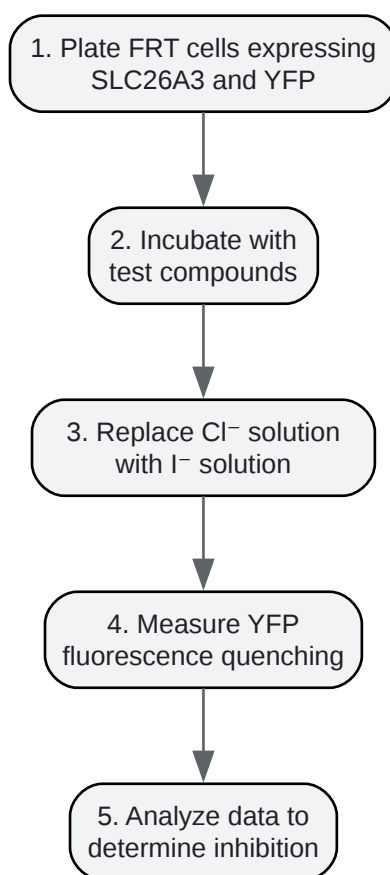 1. Plate FRT cells expressing
SLC26A3 and YFP
2. Incubate with
test compounds
3. Replace Cl⁻ solution
with I⁻ solution
4. Measure YFP
fluorescence quenching
5. Analyze data to
determine inhibition